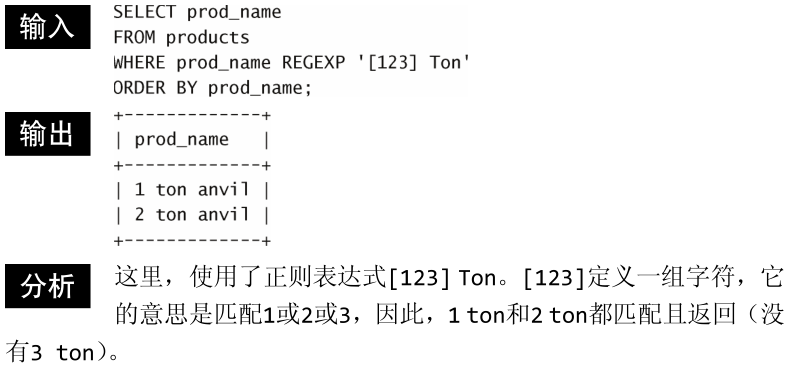 输入
SELECT prod_name
FROM products
WHERE prod_name REGEXP '[123] Ton'
ORDER BY prod_name;
输出
+-------------+
| prod_name   |
+-------------+
| 1 ton anvil |
| 2 ton anvil |
+-------------+
分析
这里，使用了正则表达式[123] Ton。[123]定义一组字符，它
的意思是匹配1或2或3，因此，1 ton和2 ton都匹配且返回（没
有3 ton）。